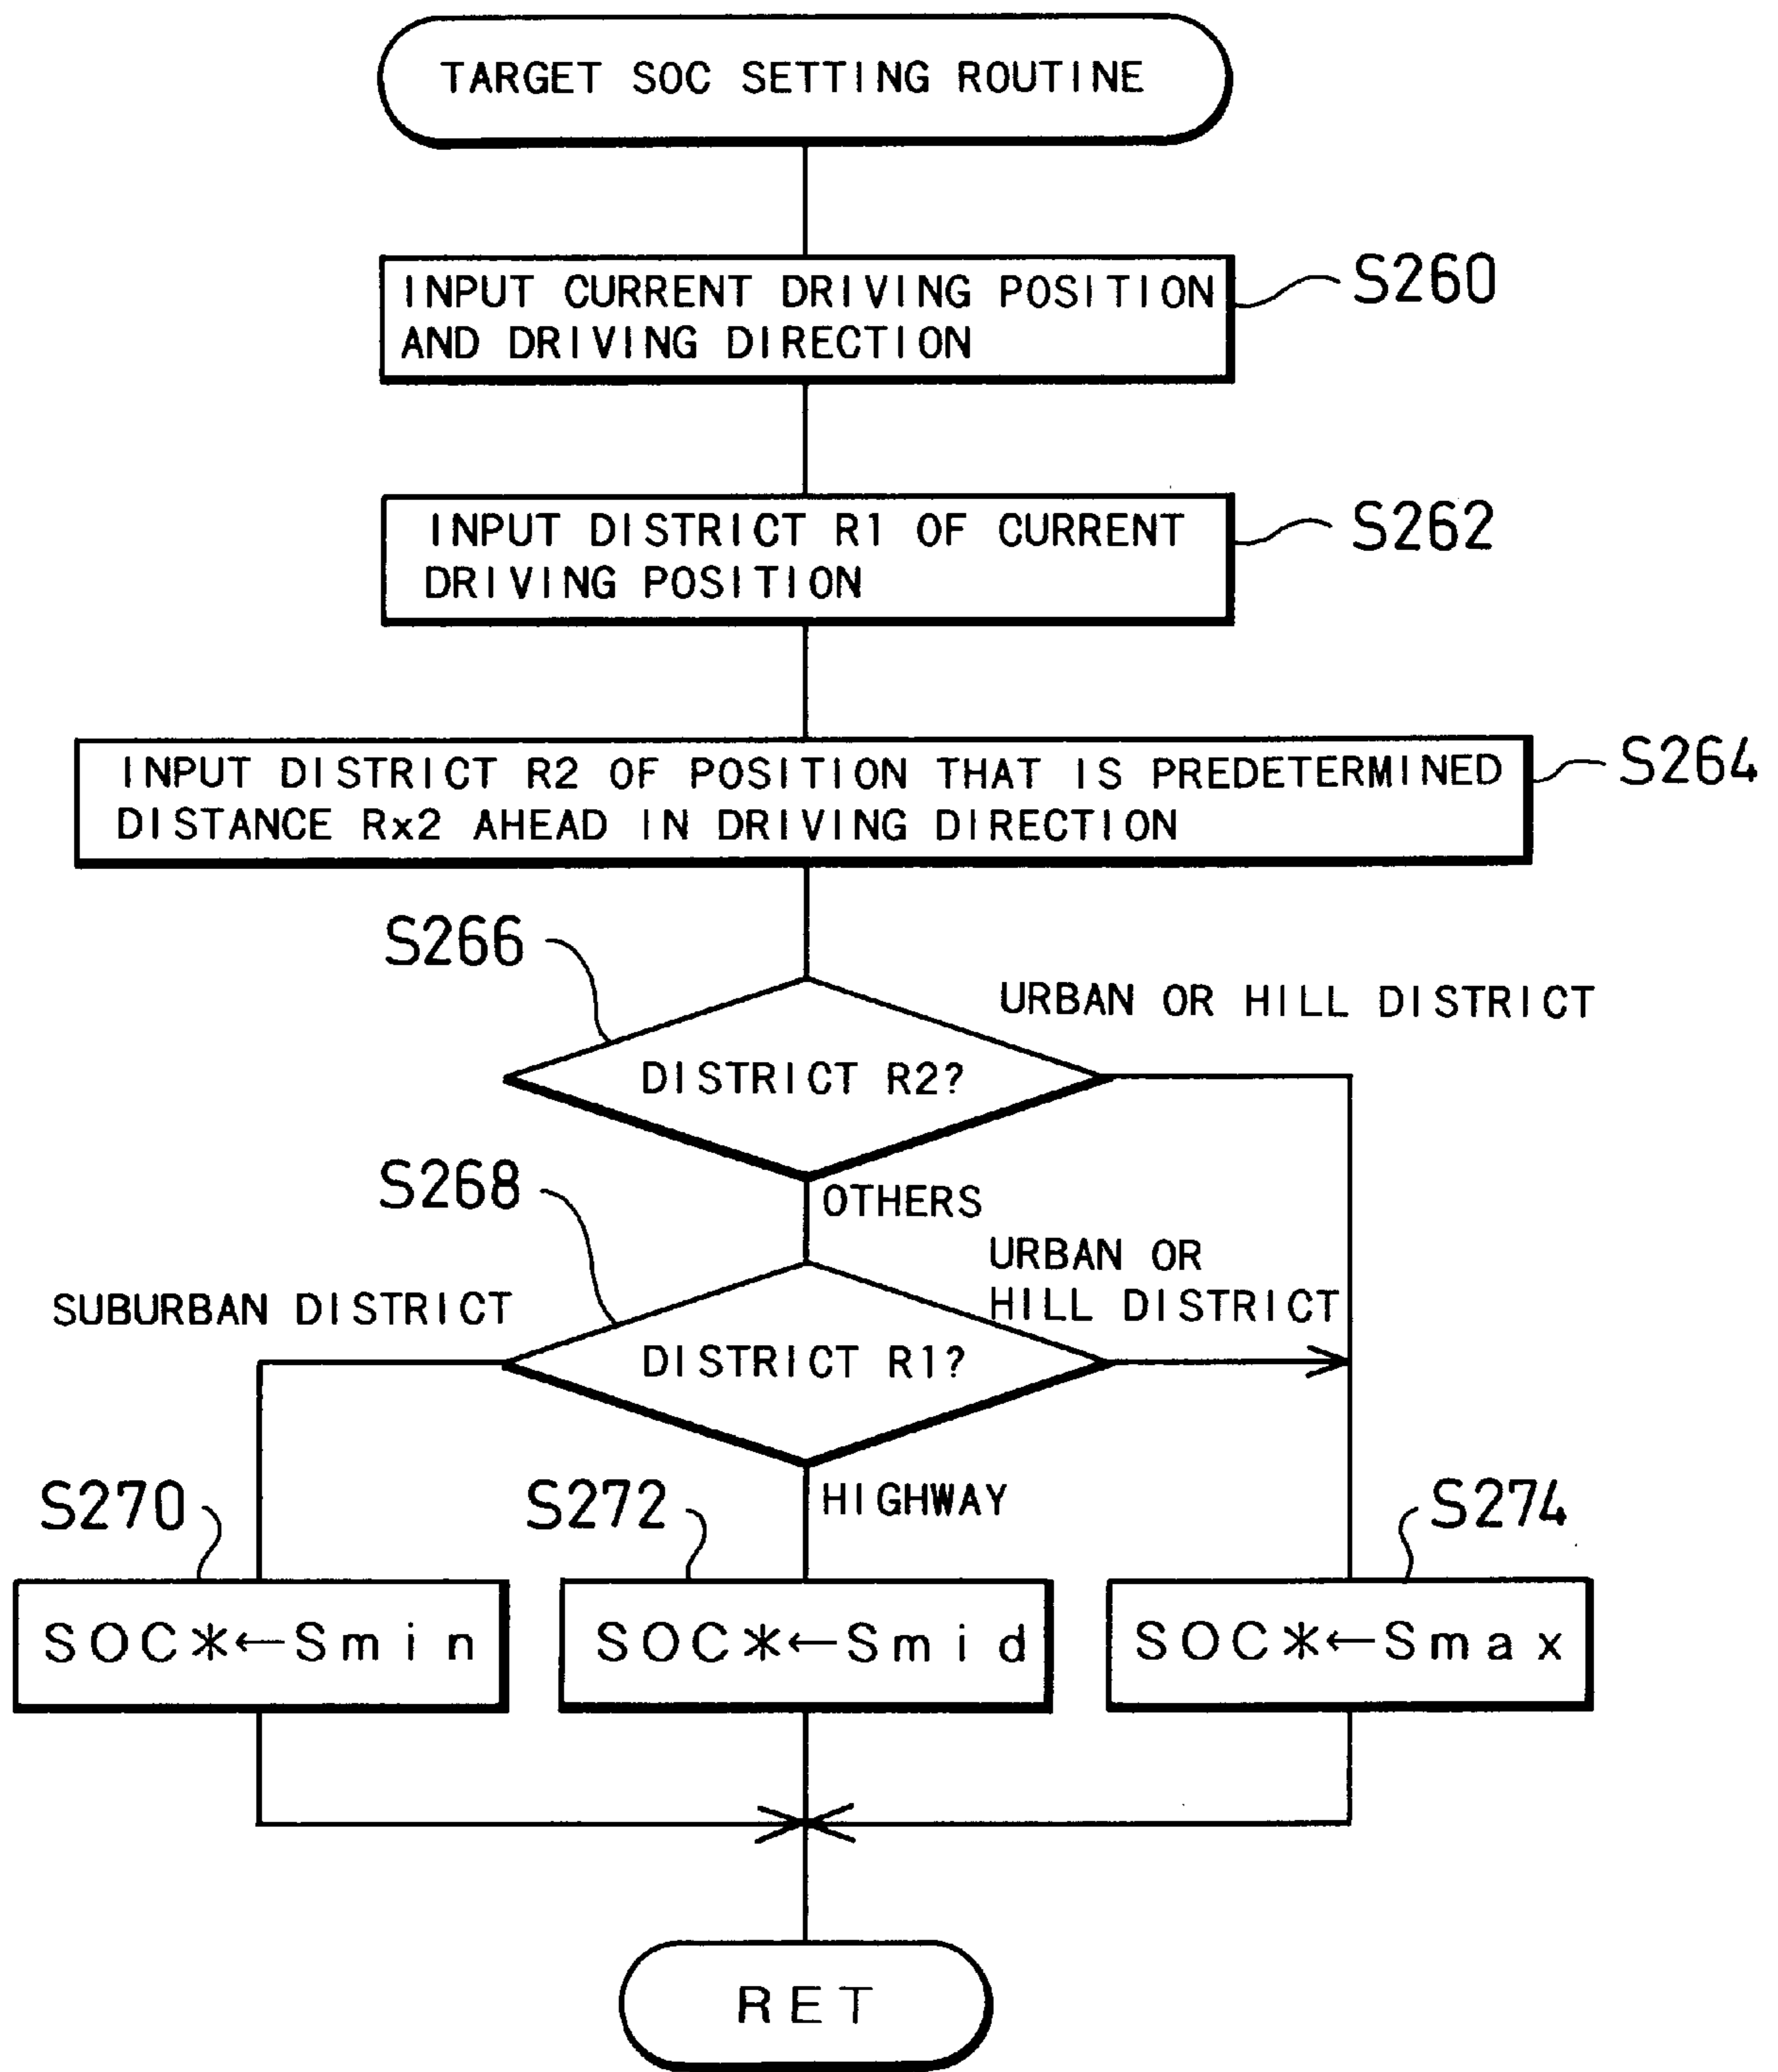 TARGET SOC SETTING ROUTINE
INPUT CURRENT DRIVING POSITION
AND DRIVING DIRECTION
S260
INPUT DISTRICT R1 OF CURRENT
DRIVING POSITION
S262
INPUT DISTRICT R2 OF POSITION THAT IS PREDETERMINED
DISTANCE Rx2 AHEAD IN DRIVING DIRECTION
S264
S266
URBAN OR HILL DISTRICT
DISTRICT R2?
S268
OTHERS
URBAN OR
HILL DISTRICT
SUBURBAN DISTRICT
DISTRICT R1?
S270
S272
HIGHWAY
S274
SOC*←Smin
SOC*←Smid
SOC*←Smax
RET